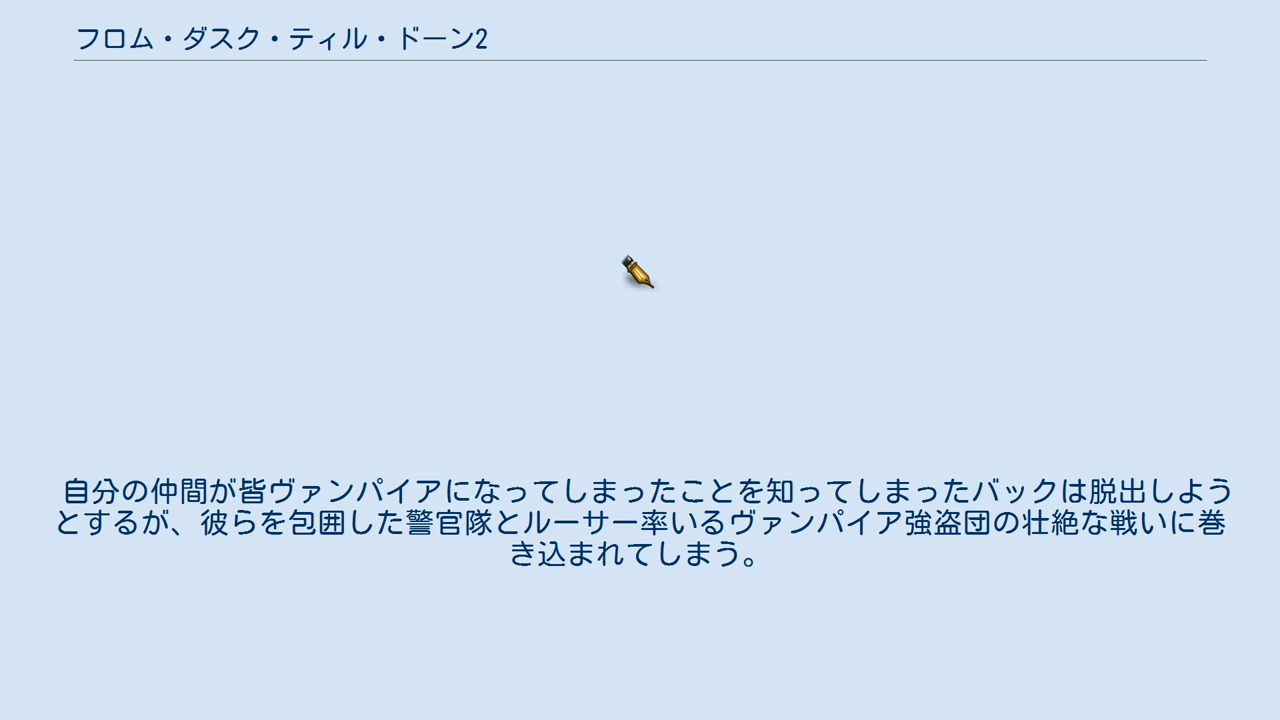 フロム・ダスク・ティル・ドーン2
自分の仲間が皆ヴァンパイアになってしまったことを知ってしまったバックは脱出しよう
とするが、彼らを包囲した警官隊とルーサー率いるヴァンパイア強盗団の壮絶な戦いに巻
き込まれてしまう。